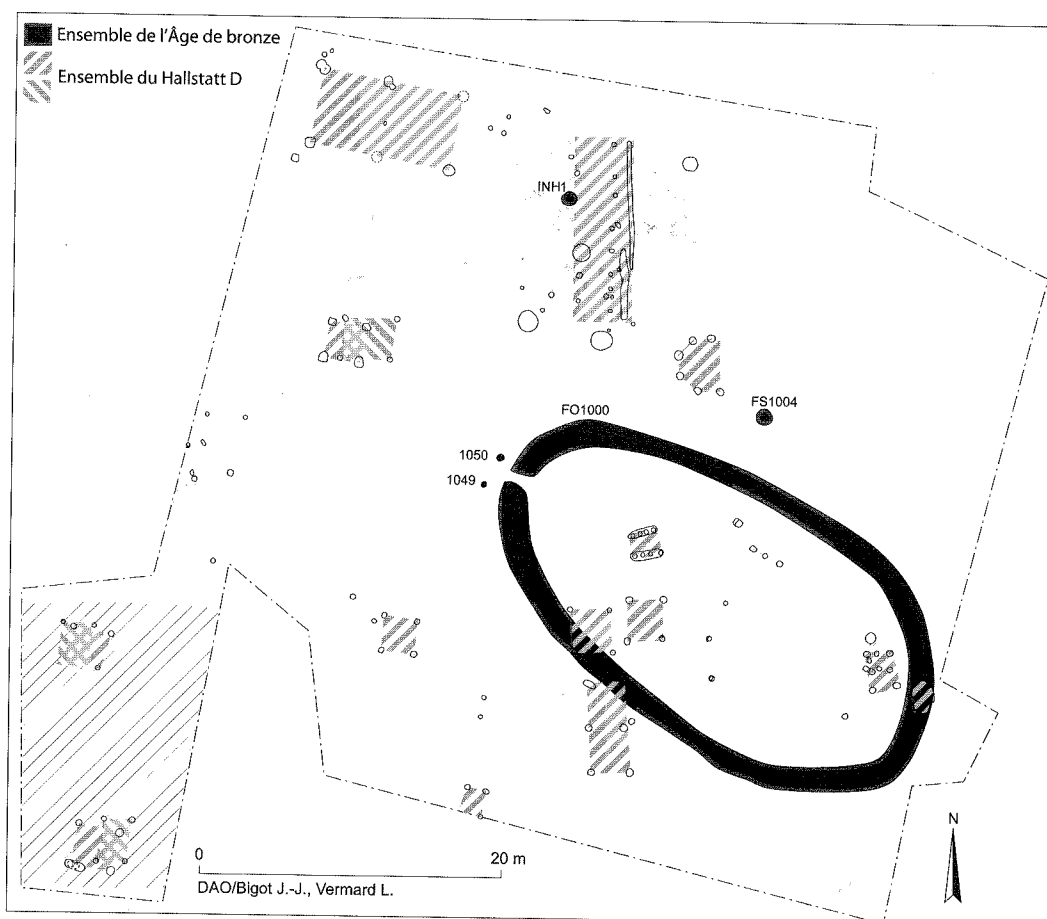 Ensemble de l'Âge de bronze
Ensemble du Hallstatt D
INH1
FS1004
FO1000
1050
1049
N
0 20 m
DAO/Bigot J.-J., Vermard L.